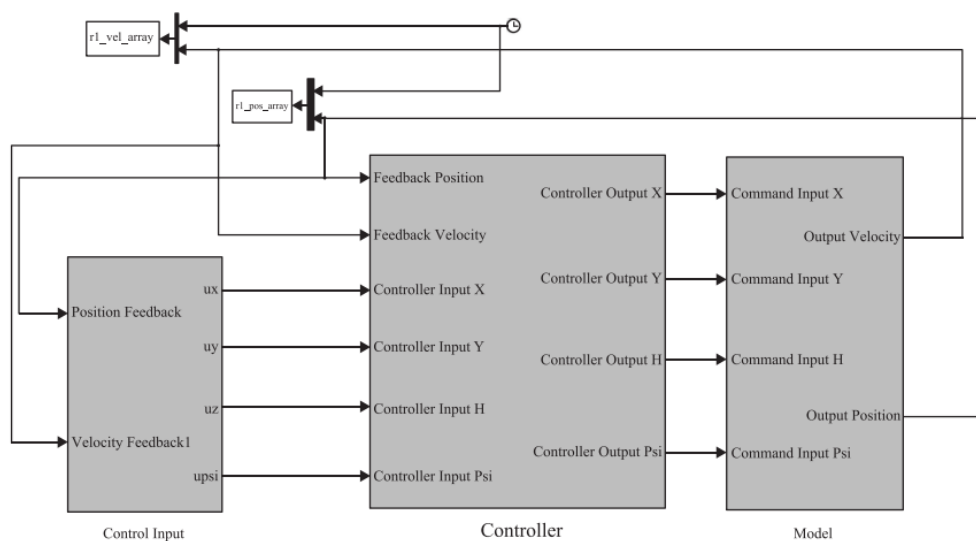 r1_vel_array
r1_pos_array
Feedback Position
Feedback Velocity
Controller Input X
Controller Input Y
Controller Input H
Controller Input Psi
Controller Output X
Controller Output Y
Controller Output H
Controller Output Psi
Command Input X
Command Input Y
Command Input H
Command Input Psi
Output Velocity
Output Position
Position Feedback
Velocity Feedback1
ux
uy
uz
upsi
Control Input
Controller
Model